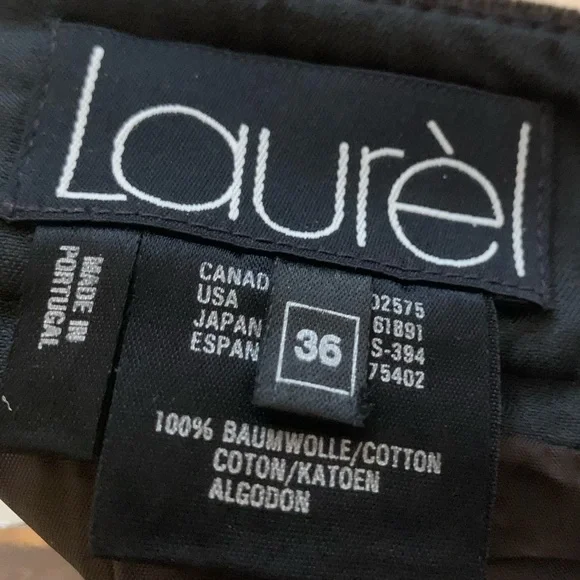 Laurèl
MADE IN
PORTUGAL
CANAD 02575
USA 61891
JAPAN S-394
ESPAN 75402
36
100% BAUMWOLLE/COTTON
COTON/KATOEN
ALGODON